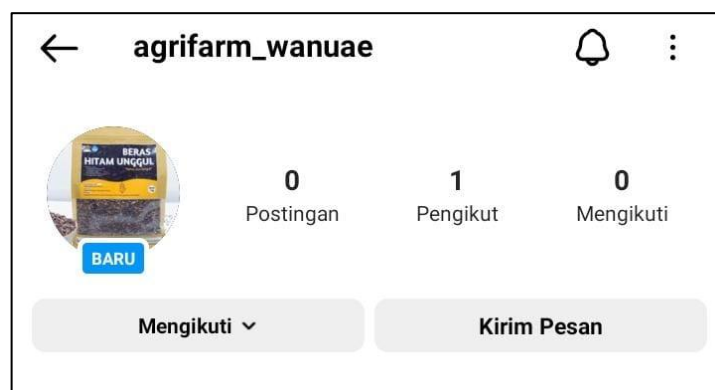 agrifarm_wanuae
BERAS
HITAM UNGGUL
BARU
0
Postingan
1
Pengikut
0
Mengikuti
Mengikuti
Kirim Pesan